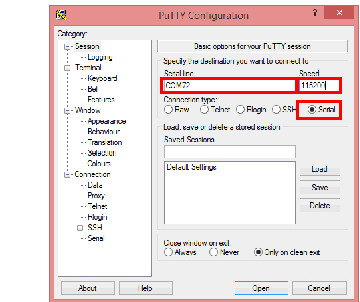 PuTTY Configuration
?
Category:
Session
Logging
Terminal
Keyboard
Bell
Features
Window
Appearance
Behaviour
Translation
Selection
Colours
Connection
Data
Proxy
Telnet
Rlogin
SSH
Serial
Basic options for your PuTTY session
Specify the destination you want to connect to
Serial line Speed
COM72 115200
Connection type:
Raw Telnet Rlogin SSH Serial
Load, save or delete a stored session
Saved Sessions
Default Settings
Load
Save
Delete
Close window on exit:
Always Never Only on clean exit
About Help Open Cancel